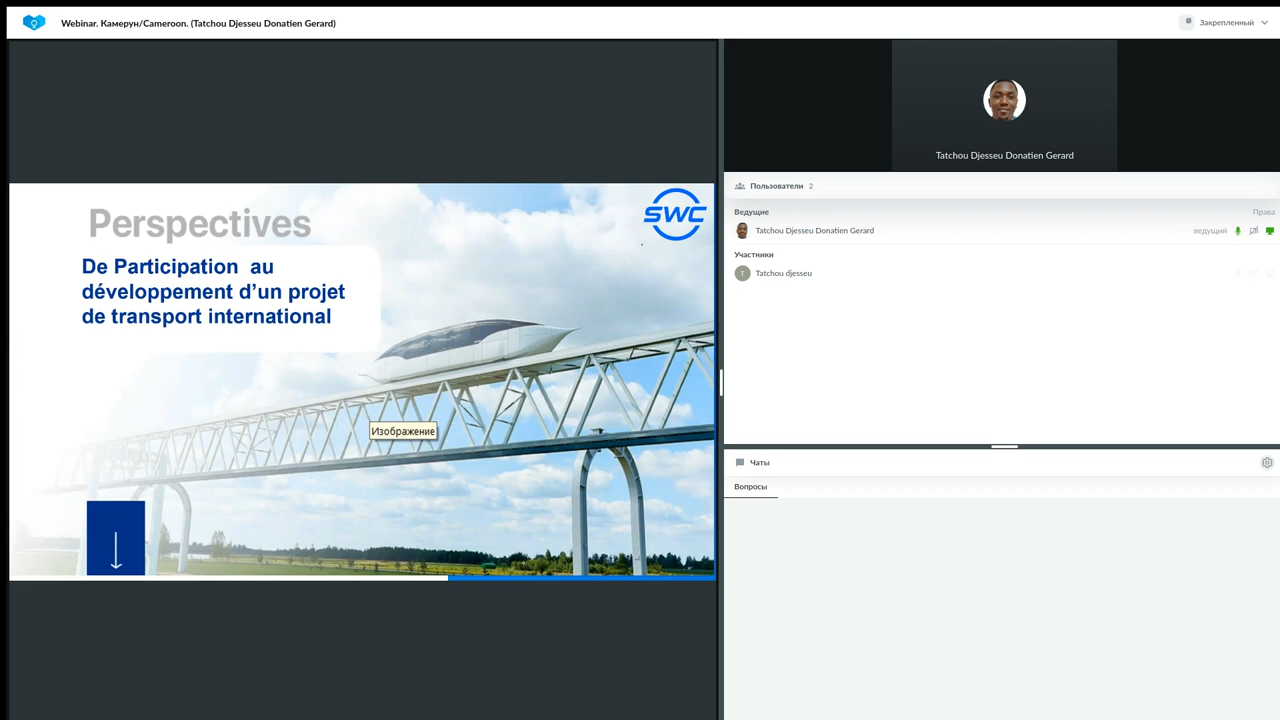 Webinar. Камерун/Cameroon. (Tatchou Djesseu Donatien Gerard)
Закрепленный
Perspectives
SWC
De Participation au
développement d'un projet
de transport international
Изображение
Tatchou Djesseu Donatien Gerard
Пользователи 2
Ведущие Права
Tatchou Djesseu Donatien Gerard ведущий
Участники
T Tatchou djesseu
Чаты
Вопросы